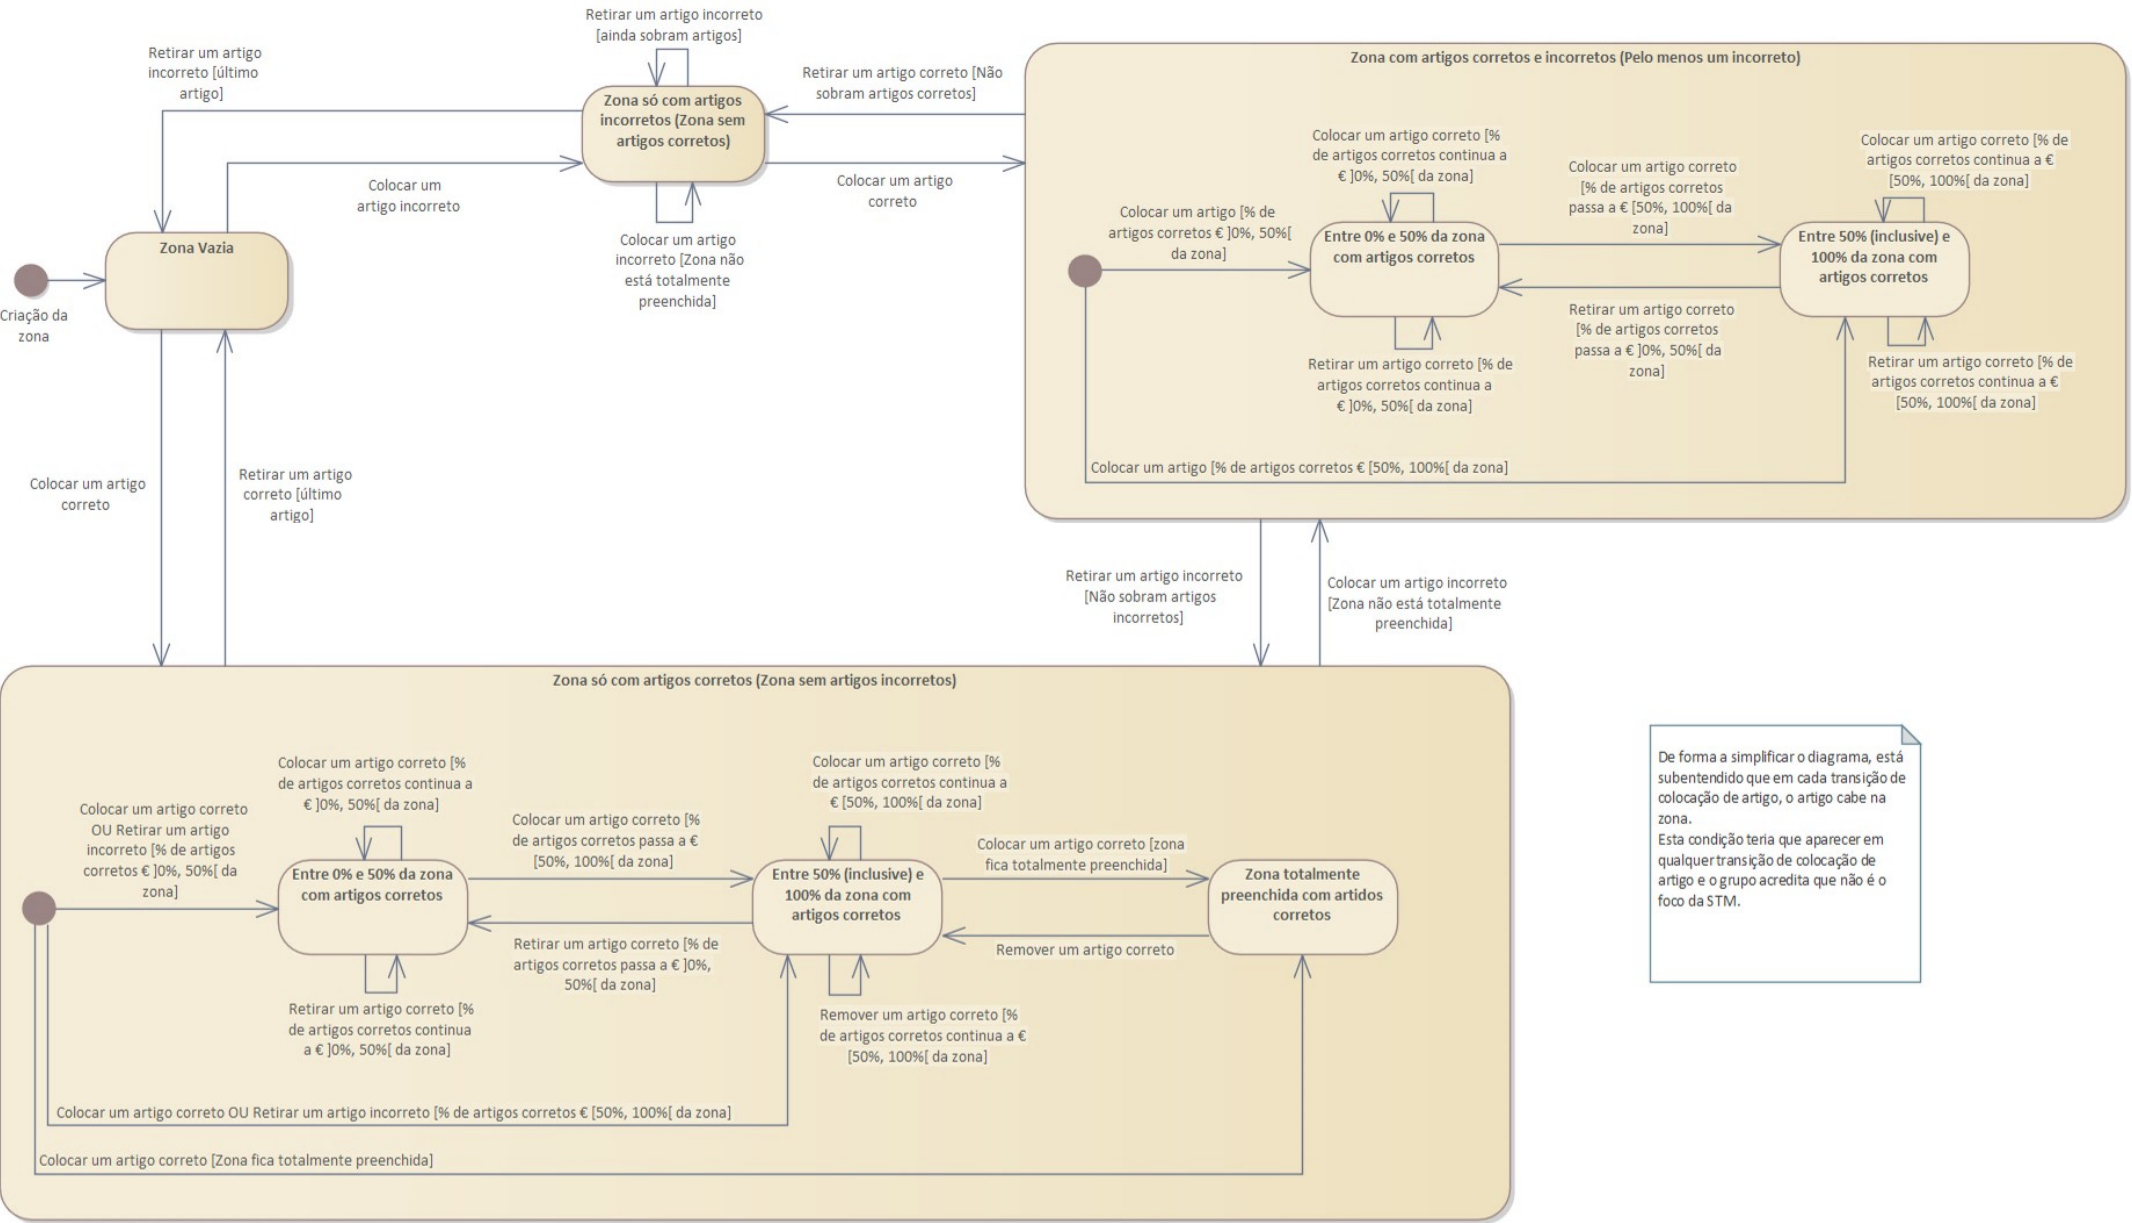 Retirar um artigo incorreto
[ainda sobram artigos]
Retirar um artigo
incorreto [último
artigo]
Zona só com artigos
incorretos (Zona sem
artigos corretos)
Retirar um artigo correto [Não
sobram artigos corretos]
Colocar um
artigo incorreto
Colocar um artigo
correto
Colocar um artigo
incorreto [Zona não
está totalmente
preenchida]
Zona Vazia
Criação da
zona
Colocar um artigo
correto
Retirar um artigo
correto [último
artigo]
Zona com artigos corretos e incorretos (Pelo menos um incorreto)
Colocar um artigo [% de
artigos corretos € ]0%, 50%[
da zona]
Colocar um artigo correto [%
de artigos corretos continua a
€ ]0%, 50%[ da zona]
Entre 0% e 50% da zona
com artigos corretos
Retirar um artigo correto [% de
artigos corretos continua a
€ ]0%, 50%[ da zona]
Colocar um artigo correto
[% de artigos corretos
passa a € [50%, 100%[ da
zona]
Retirar um artigo correto
[% de artigos corretos
passa a € ]0%, 50%[ da
zona]
Colocar um artigo correto [% de
artigos corretos continua a €
[50%, 100%[ da zona]
Entre 50% (inclusive) e
100% da zona com
artigos corretos
Retirar um artigo correto [% de
artigos corretos continua a €
[50%, 100%[ da zona]
Colocar um artigo [% de artigos corretos € [50%, 100%[ da zona]
Retirar um artigo incorreto
[Não sobram artigos
incorretos]
Colocar um artigo incorreto
[Zona não está totalmente
preenchida]
Zona só com artigos corretos (Zona sem artigos incorretos)
Colocar um artigo correto
OU Retirar um artigo
incorreto [% de artigos
corretos € ]0%, 50%[ da
zona]
Colocar um artigo correto [%
de artigos corretos continua a
€ ]0%, 50%[ da zona]
Entre 0% e 50% da zona
com artigos corretos
Retirar um artigo correto [%
de artigos corretos continua
a € ]0%, 50%[ da zona]
Colocar um artigo correto [%
de artigos corretos passa a €
[50%, 100%[ da zona]
Retirar um artigo correto [% de
artigos corretos passa a € ]0%,
50%[ da zona]
Colocar um artigo correto [%
de artigos corretos continua a
€ [50%, 100%[ da zona]
Entre 50% (inclusive) e
100% da zona com
artigos corretos
Remover um artigo correto [%
de artigos corretos continua a €
[50%, 100%[ da zona]
Colocar um artigo correto [zona
fica totalmente preenchida]
Remover um artigo correto
Zona totalmente
preenchida com artidos
corretos
Colocar um artigo correto OU Retirar um artigo incorreto [% de artigos corretos € [50%, 100%[ da zona]
Colocar um artigo correto [Zona fica totalmente preenchida]
De forma a simplificar o diagrama, está
subentendido que em cada transição de
colocação de artigo, o artigo cabe na
zona.
Esta condição teria que aparecer em
qualquer transição de colocação de
artigo e o grupo acredita que não é o
foco da STM.